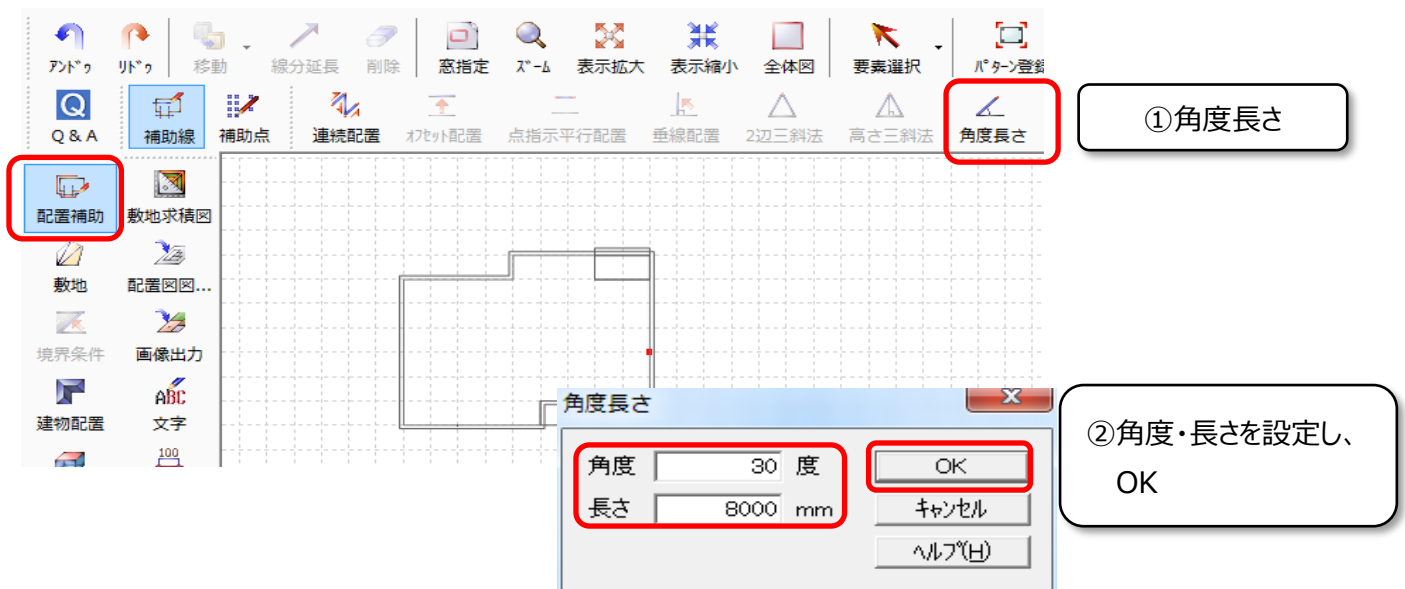 アンドゥ リドゥ 移動 線分延長 削除 窓指定 ズーム 表示拡大 表示縮小 全体図 要素選択 パターン登録
Q
Q & A 補助線 補助点 連続配置 オフセット配置 点指示平行配置 垂線配置 2辺三斜法 高さ三斜法 角度長さ
①角度長さ
配置補助 敷地求積図
敷地 配置図図...
境界条件 画像出力
ABC
建物配置 文字
100
角度長さ
角度 30 度 OK
長さ 8000 mm キャンセル
ヘルプ(H)
②角度・長さを設定し、
OK